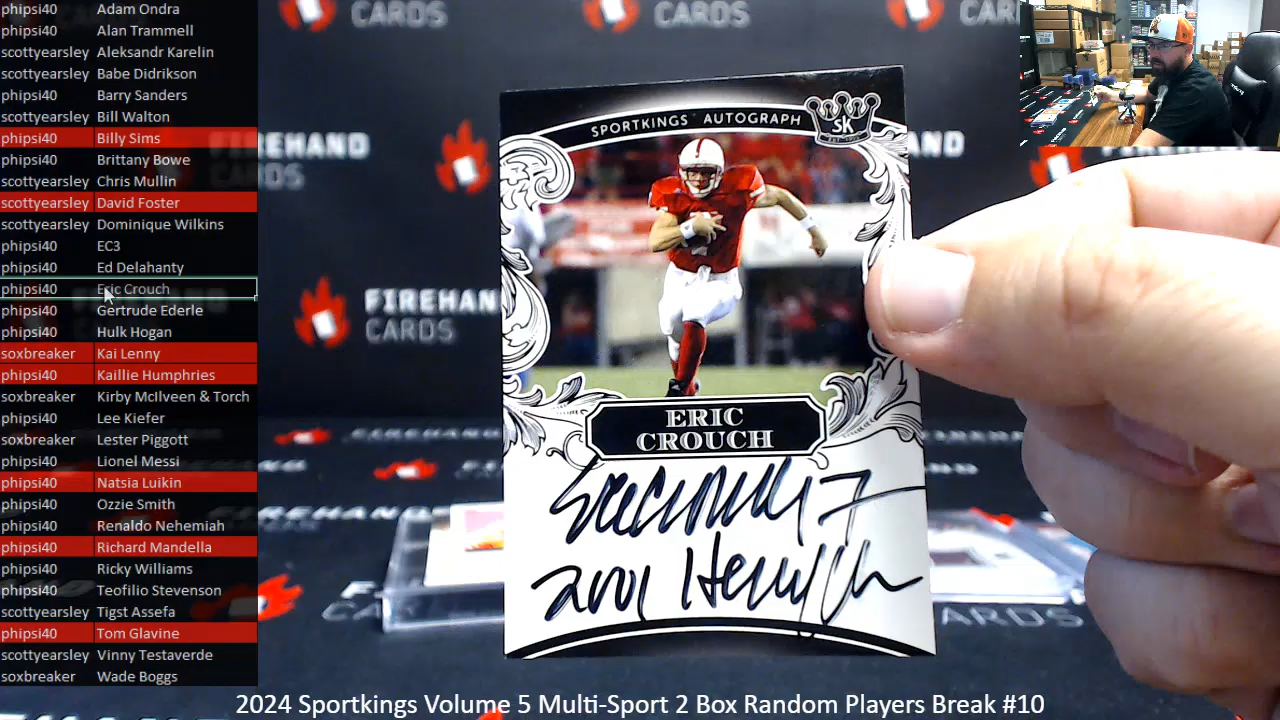 phipsi40 Adam Ondra
phipsi40 Alan Trammell
scottyearsley Aleksandr Karelin
scottyearsley Babe Didrikson
phipsi40 Barry Sanders
scottyearsley Bill Walton
phipsi40 Billy Sims
phipsi40 Brittany Bowe
scottyearsley Chris Mullin
scottyearsley David Foster
scottyearsley Dominique Wilkins
phipsi40 EC3
phipsi40 Ed Delahanty
phipsi40 Eric Crouch
phipsi40 Gertrude Ederle
phipsi40 Hulk Hogan
soxbreaker Kai Lenny
phipsi40 Kaillie Humphries
soxbreaker Kirby McIlveen & Torch
phipsi40 Lee Kiefer
soxbreaker Lester Piggott
phipsi40 Lionel Messi
phipsi40 Natsia Luikin
phipsi40 Ozzie Smith
phipsi40 Renaldo Nehemiah
phipsi40 Richard Mandella
phipsi40 Ricky Williams
phipsi40 Teofilio Stevenson
scottyearsley Tigst Assefa
phipsi40 Tom Glavine
scottyearsley Vinny Testaverde
soxbreaker Wade Boggs
CARDS
CARDS
FIREHAND
CARDS
SPORTKINGS AUTOGRAPH
SK
ERIC
CROUCH
7
2001
2024 Sportkings Volume 5 Multi-Sport 2 Box Random Players Break #10